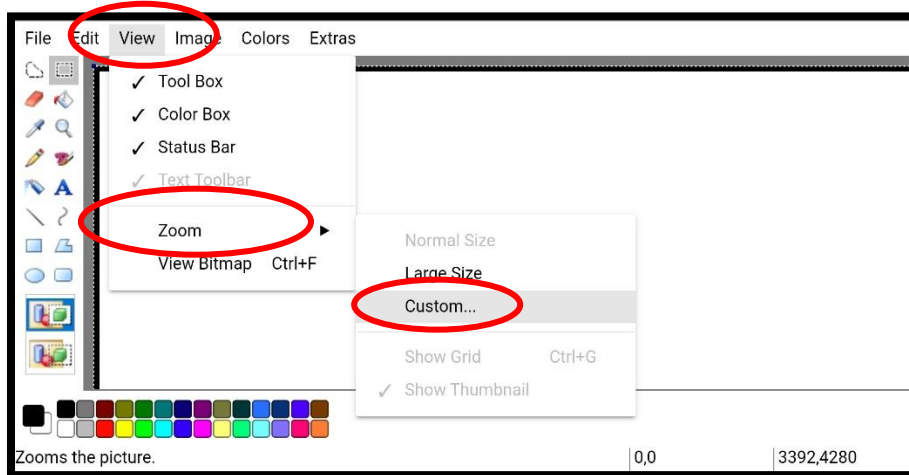 File Edit View Image Colors Extras
✓ Tool Box
✓ Color Box
✓ Status Bar
✓ Text Toolbar
A
Zoom ▶
View Bitmap Ctrl+F
Normal Size
Large Size
Custom...
Show Grid Ctrl+G
✓ Show Thumbnail
Zooms the picture. 0,0 3392,4280